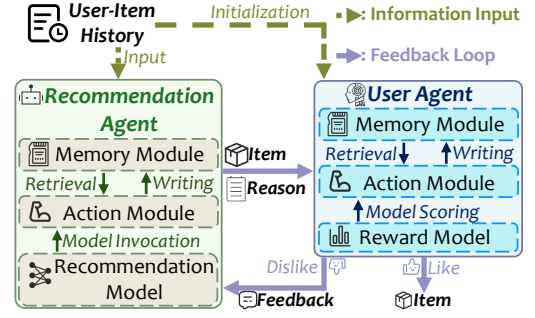 User-Item
History
Initialization
: Information Input
Input
: Feedback Loop
Recommendation
Agent
Memory Module
Retrieval
Writing
Action Module
Model Invocation
Recommendation
Model
Item
Reason
User Agent
Memory Module
Retrieval
Writing
Action Module
Model Scoring
Reward Model
Dislike
Like
Feedback
Item